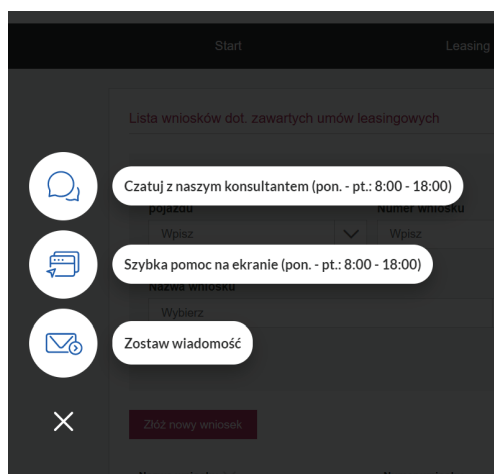 Start
Leasing
Lista wniosków dot. zawartych umów leasingowych
Czatuj z naszym konsultantem (pon. - pt.: 8:00 - 18:00)
pojazdu
Numer wniosku
Wpisz
Wpisz
Szybka pomoc na ekranie (pon. - pt.: 8:00 - 18:00)
Nazwa wniosku
Wybierz
Zostaw wiadomość
Złóż nowy wniosek